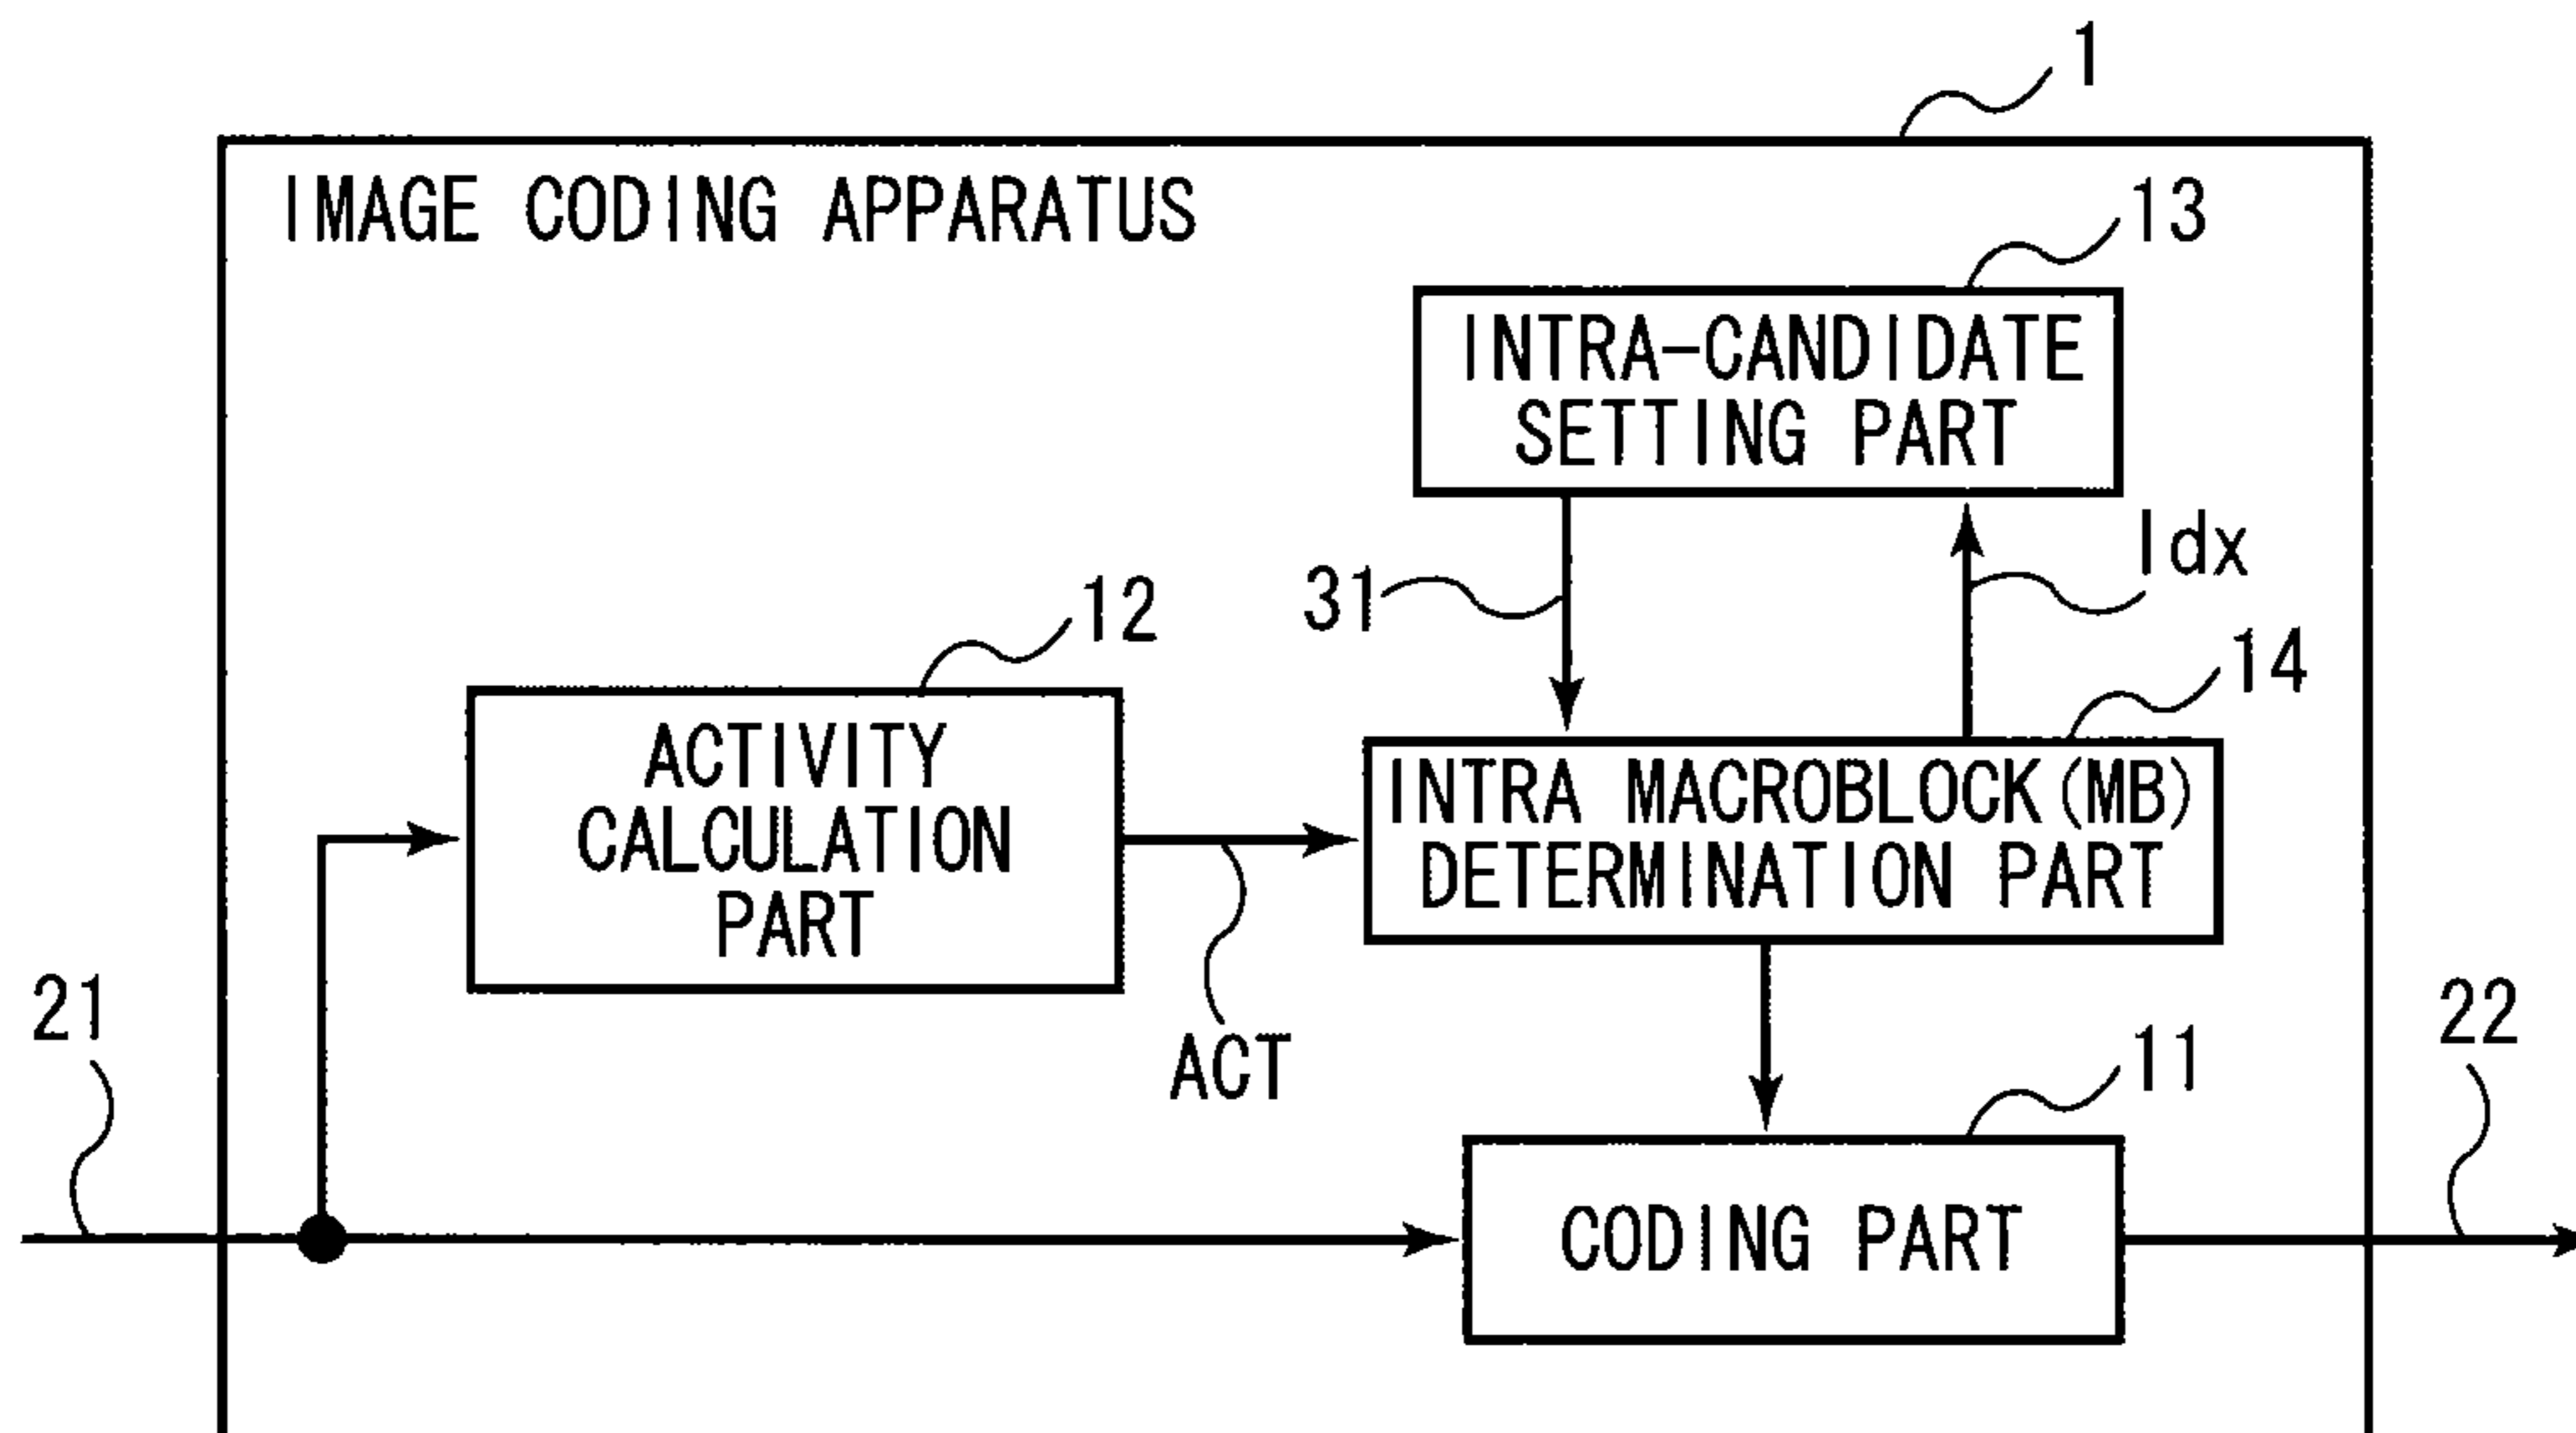 1
IMAGE CODING APPARATUS
13
INTRA-CANDIDATE
SETTING PART
31
Idx
12
14
ACTIVITY
CALCULATION
PART
INTRA MACROBLOCK(MB)
DETERMINATION PART
21
ACT
11
22
CODING PART